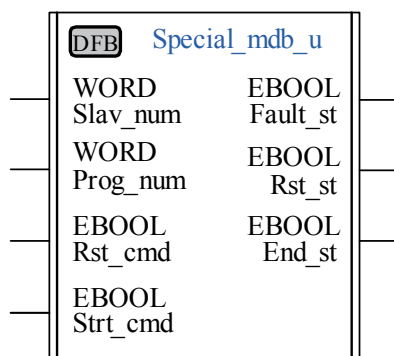 DFB Special_mdb_u
WORD EBOOL
Slav_num Fault_st
WORD EBOOL
Prog_num Rst_st
EBOOL EBOOL
Rst_cmd End_st
EBOOL
Strt_cmd